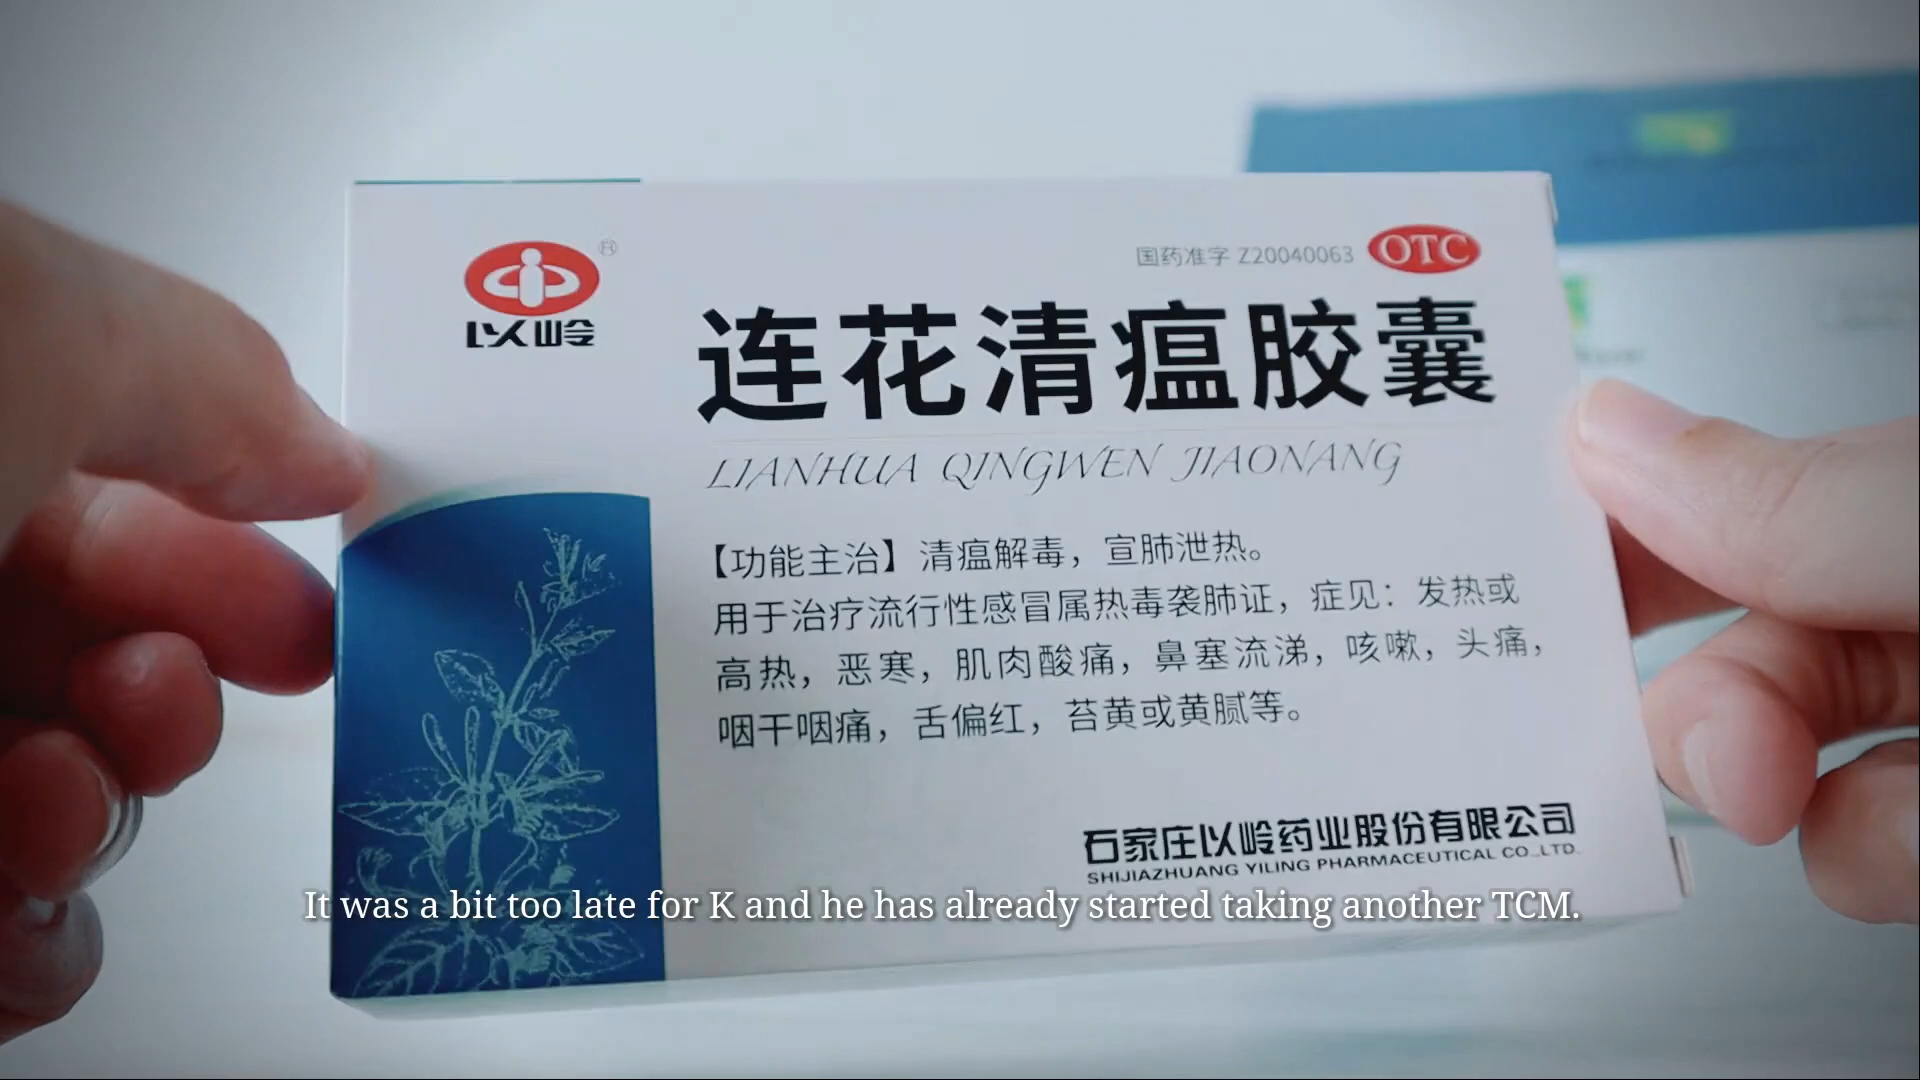 ®
以岭
国药准字 Z20040063 OTC
连花清瘟胶囊
LIANHUA QINGWEN JIAONANG
【功能主治】清瘟解毒，宣肺泄热。
用于治疗流行性感冒属热毒袭肺证，症见：发热或
高热，恶寒，肌肉酸痛，鼻塞流涕，咳嗽，头痛，
咽干咽痛，舌偏红，苔黄或黄腻等。
石家庄以岭药业股份有限公司
SHIJIAZHUANG YILING PHARMACEUTICAL CO.,LTD.
It was a bit too late for K and he has already started taking another TCM.